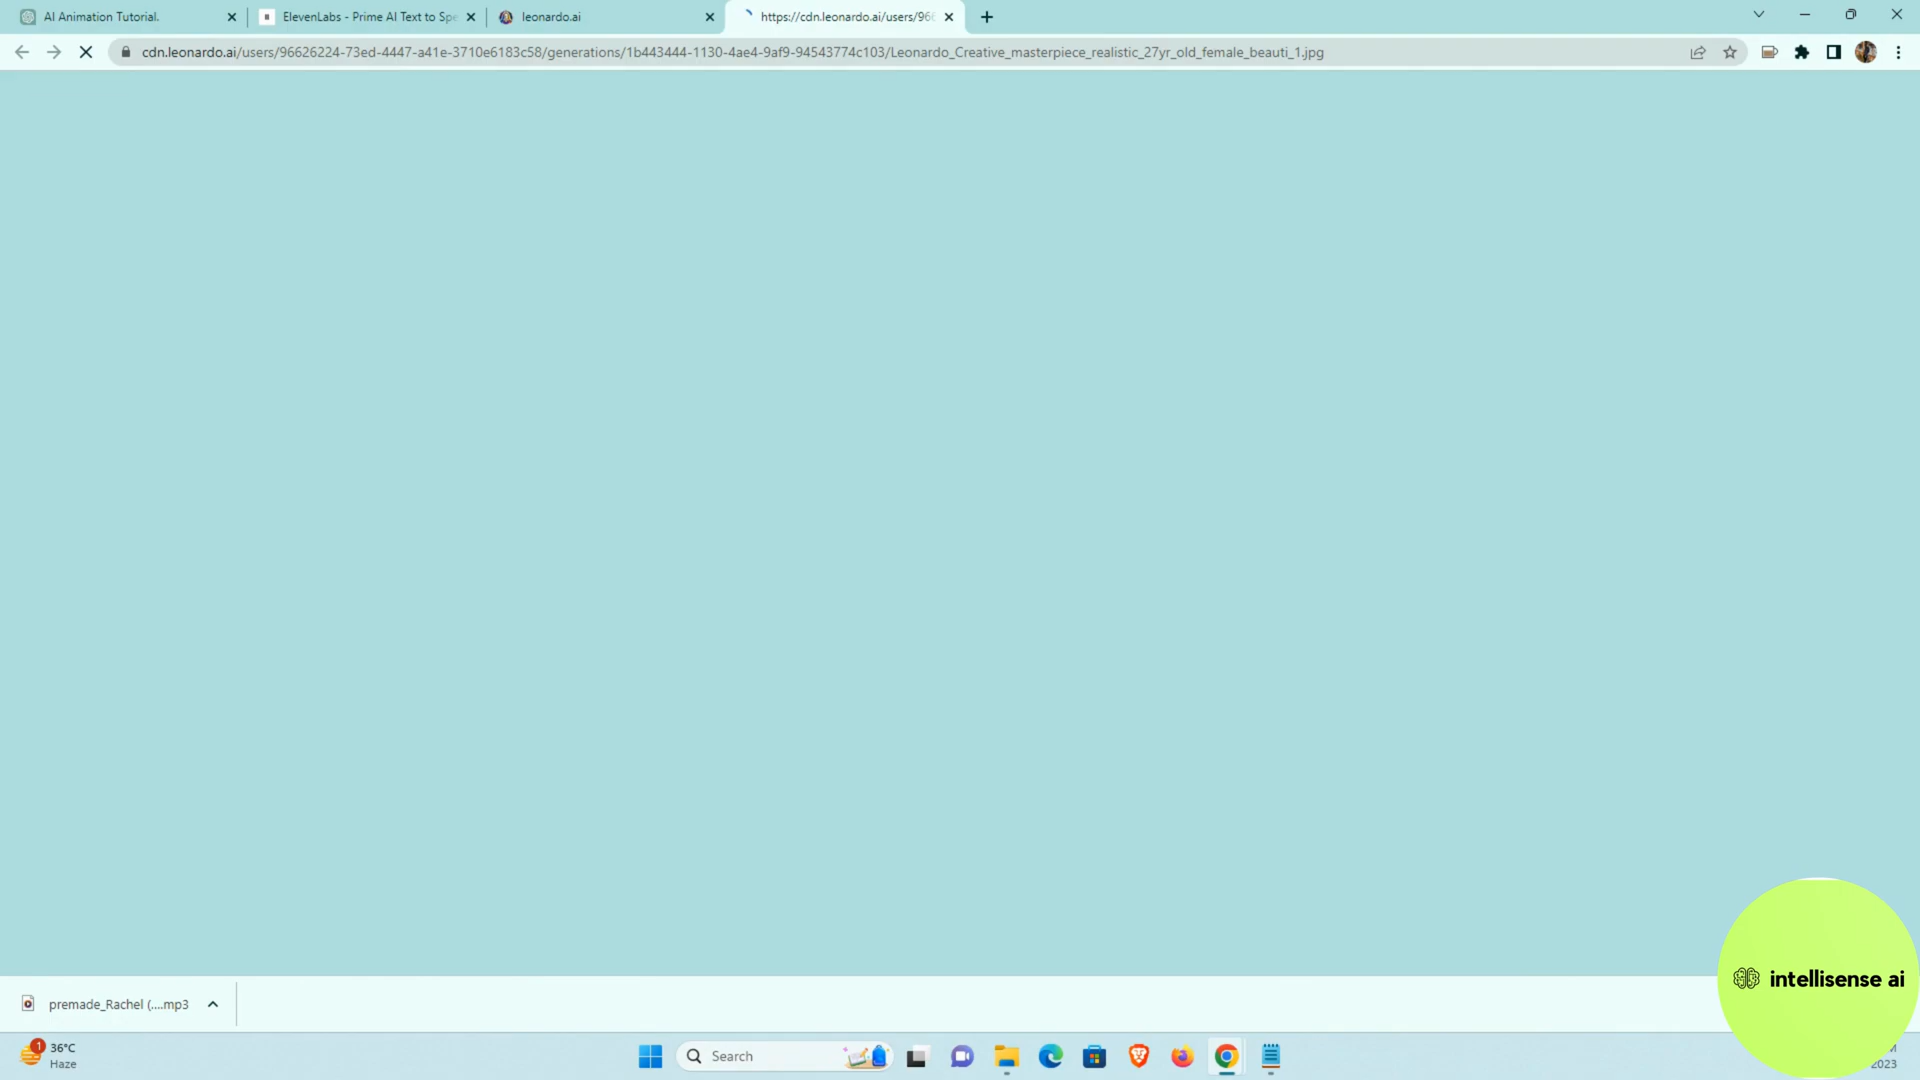 AI Animation Tutorial.
ElevenLabs - Prime AI Text to Spe
leonardo.ai
https://cdn.leonardo.ai/users/966
cdn.leonardo.ai/users/96626224-73ed-4447-a41e-3710e6183c58/generations/1b443444-1130-4ae4-9af9-94543774c103/Leonardo_Creative_masterpiece_realistic_27yr_old_female_beauti_1.jpg
intellisense ai
premade_Rachel (....mp3
1
36°C
Haze
Search
M
2023